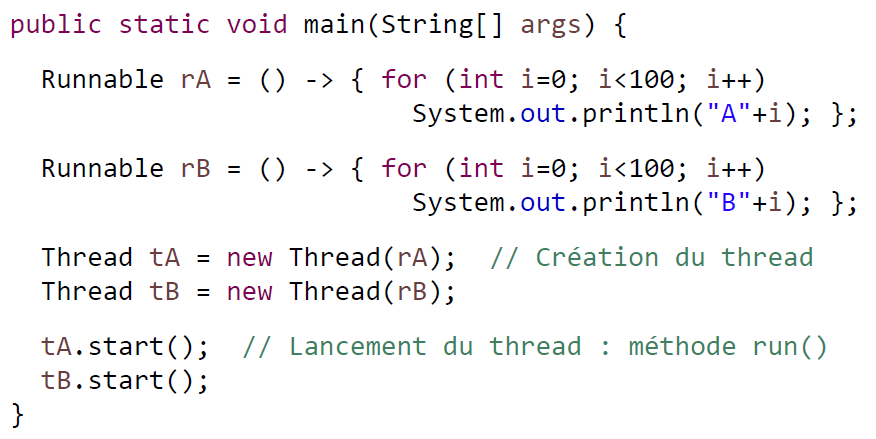 public static void main(String[] args) {
Runnable rA = () -> { for (int i=0; i<100; i++)
System.out.println("A"+i); };
Runnable rB = () -> { for (int i=0; i<100; i++)
System.out.println("B"+i); };
Thread tA = new Thread(rA); // Création du thread
Thread tB = new Thread(rB);
tA.start(); // Lancement du thread : méthode run()
tB.start();
}